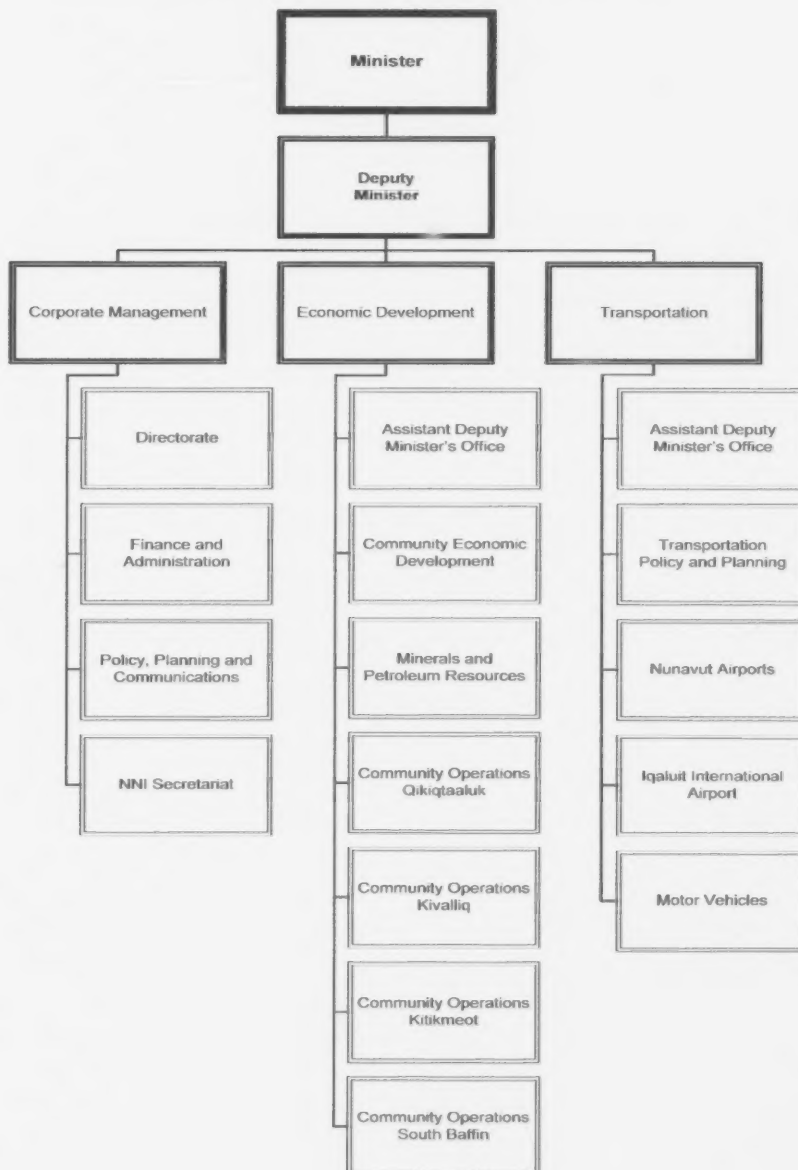 Minister
Deputy
Minister
Corporate Management
Economic Development
Transportation
Directorate
Finance and
Administration
Policy, Planning and
Communications
NNI Secretariat
Assistant Deputy
Minister's Office
Community Economic
Development
Minerals and
Petroleum Resources
Community Operations
Qikiqtaaluk
Community Operations
Kivalliq
Community Operations
Kitikmeot
Community Operations
South Baffin
Assistant Deputy
Minister's Office
Transportation
Policy and Planning
Nunavut Airports
Iqaluit International
Airport
Motor Vehicles